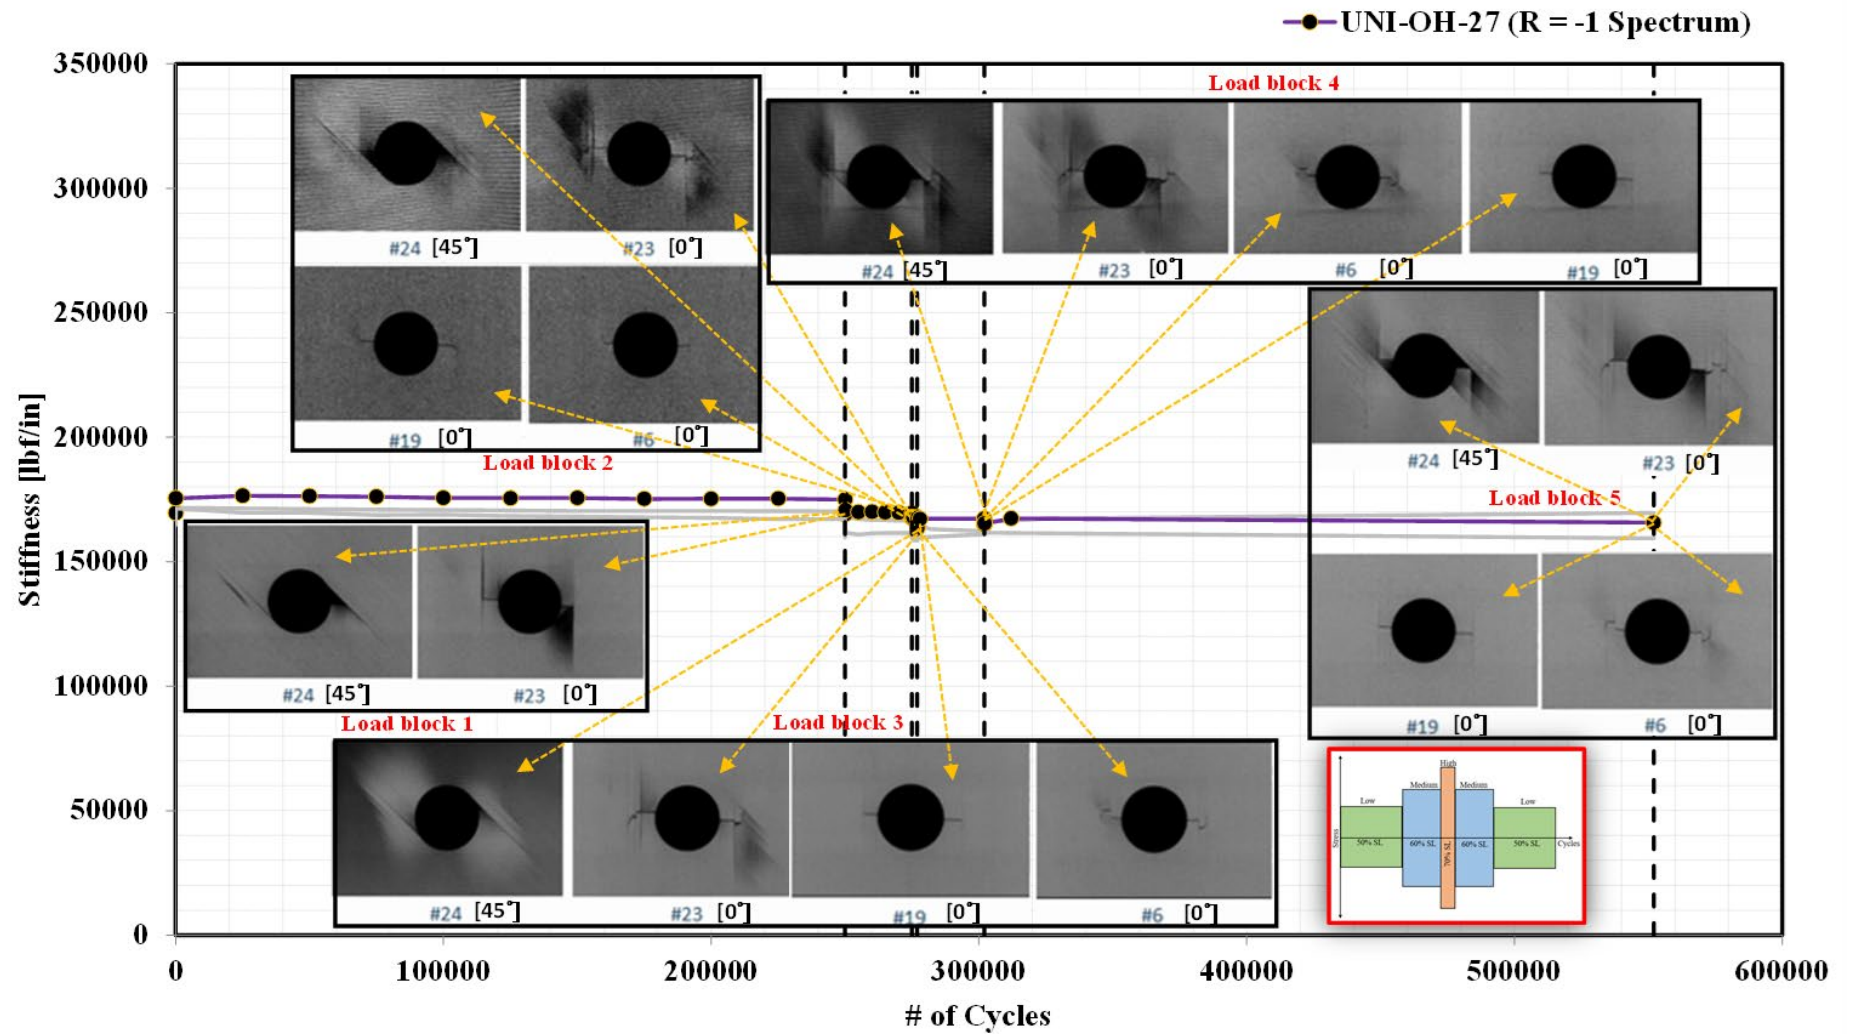 UNI-OH-27 (R = -1 Spectrum)
350000
300000
250000
200000
150000
100000
50000
0
Stiffness [lbf/in]
#24 [45°]
#23 [0°]
#19 [0°]
#6 [0°]
Load block 2
Load block 4
#24 [45°]
#23 [0°]
#6 [0°]
#19 [0°]
#24 [45°]
#23 [0°]
Load block 5
#19 [0°]
#6 [0°]
#24 [45°]
#23 [0°]
Load block 1
Load block 3
#24 [45°]
#23 [0°]
#19 [0°]
#6 [0°]
High
Medium
Medium
Low
Low
Stress
50% SL
60% SL
70% SL
60% SL
50% SL
Cycles
0
100000
200000
300000
400000
500000
600000
# of Cycles